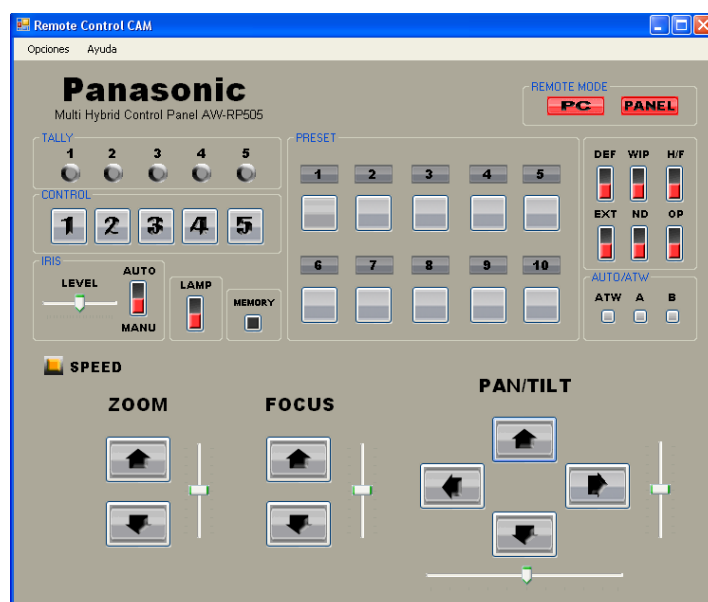 Remote Control CAM
Opciones Ayuda
Panasonic
Multi Hybrid Control Panel AW-RP505
REMOTE MODE
PC PANEL
TALLY
1 2 3 4 5
CONTROL
1 2 3 4 5
IRIS
LEVEL
AUTO
MANU
LAMP
MEMORY
PRESET
1 2 3 4 5
6 7 8 9 10
DEF WIP H/F
EXT ND OP
AUTO/ATW
ATW A B
SPEED
ZOOM
FOCUS
PAN/TILT